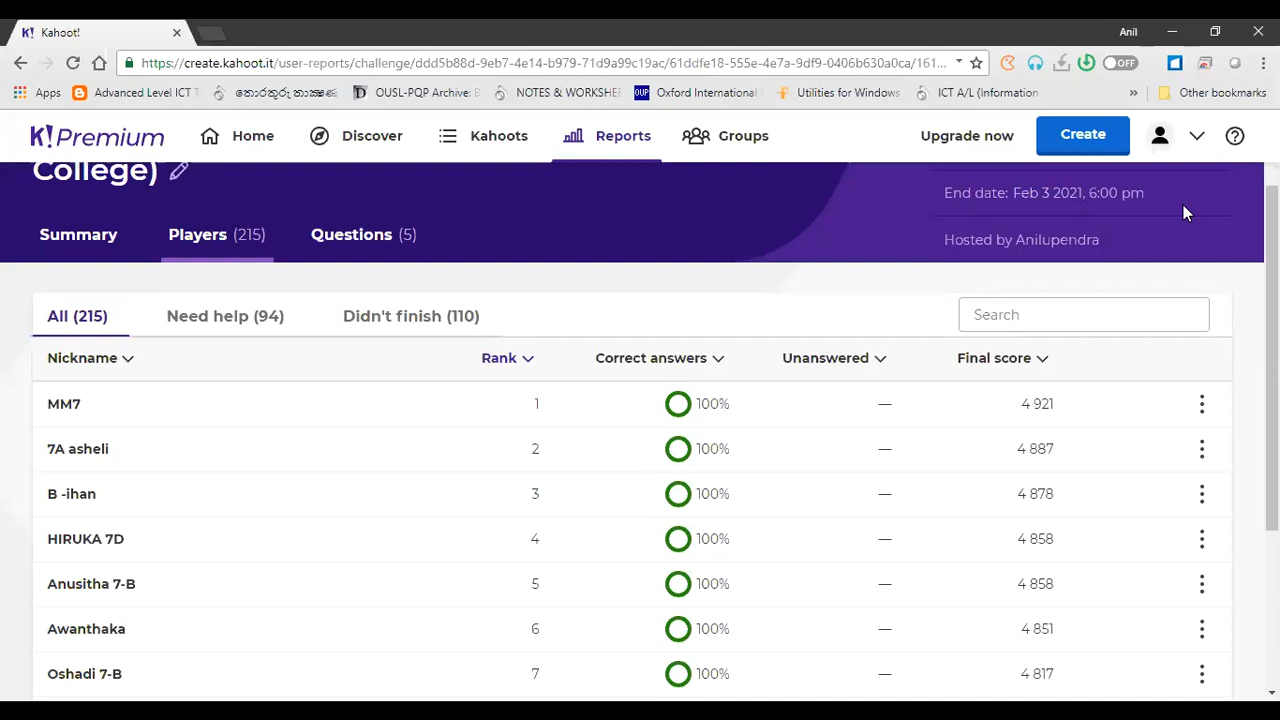 K! Kahoot!
Anil
https://create.kahoot.it/user-reports/challenge/ddd5b88d-9eb7-4e14-b979-71d9a99c19ac/61ddfe18-555e-4e7a-9df9-0406b630a0ca/161...
OFF
Apps Advanced Level ICT තොරතුරු තාක්ෂණ OUSL-PQP Archive: B NOTES & WORKSHEE OUP Oxford International Utilities for Windows ICT A/L (Information » Other bookmarks
K! Premium Home Discover Kahoots Reports Groups Upgrade now Create
College)
End date: Feb 3 2021, 6:00 pm
Hosted by Anilupendra
Summary Players (215) Questions (5)
All (215) Need help (94) Didn't finish (110) Search
Nickname Rank Correct answers Unanswered Final score
MM7 1 100% — 4 921
7A asheli 2 100% — 4 887
B -ihan 3 100% — 4 878
HIRUKA 7D 4 100% — 4 858
Anusitha 7-B 5 100% — 4 858
Awanthaka 6 100% — 4 851
Oshadi 7-B 7 100% — 4 817